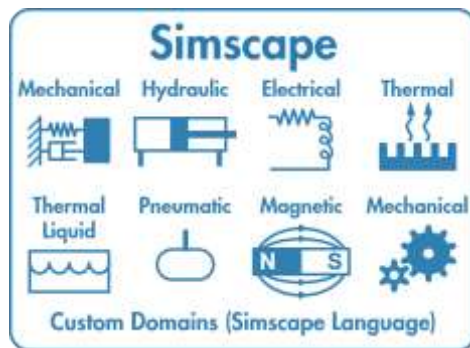 Simscape
Mechanical Hydraulic Electrical Thermal
Thermal Liquid Pneumatic Magnetic Mechanical
N S
Custom Domains (Simscape Language)